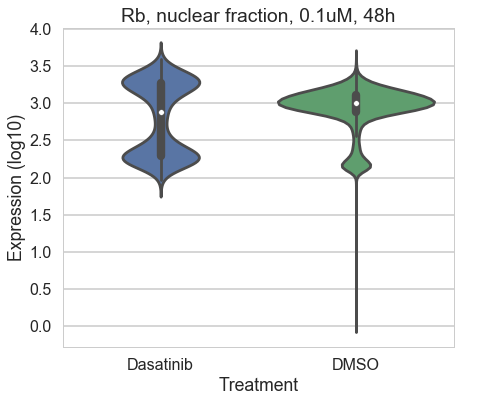 Rb, nuclear fraction, 0.1uM, 48h
4.0
3.5
3.0
2.5
2.0
1.5
1.0
0.5
0.0
Expression (log10)
Dasatinib
DMSO
Treatment